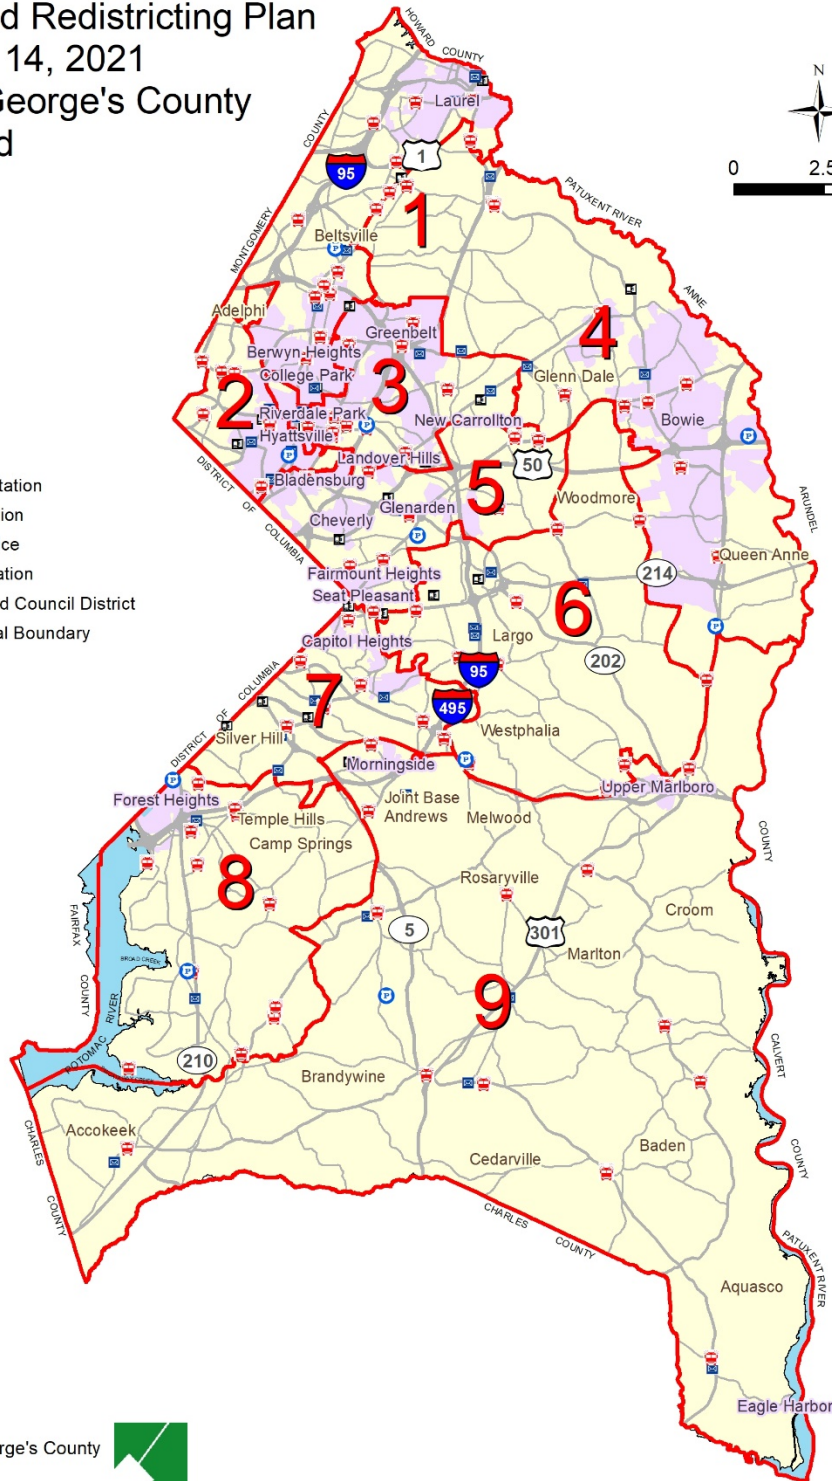 d Redistricting Plan
14, 2021
George's County
d
N
0 2.5
HOWARD COUNTY
Laurel
1
95
MONTGOMERY COUNTY
PATUXENT RIVER
1
Beltsville
ANNE
ARUNDEL
Adelphi
Greenbelt
4
Berwyn Heights
College Park
3
Glenn Dale
2
Riverdale Park
New Carrollton
Bowie
Hyattsville
Landover Hills
50
Bladensburg
5
Woodmore
tation
DISTRICT OF COLUMBIA
Glenarden
ion
Cheverly
ce
Queen Anne
ation
Fairmount Heights
214
d Council District
Seat Pleasant
6
al Boundary
Capitol Heights
Largo
202
95
DISTRICT OF COLUMBIA
7
495
Silver Hill
Westphalia
Morningside
Upper Marlboro
Forest Heights
Joint Base
Andrews
Melwood
Temple Hills
Camp Springs
COUNTY
8
Rosaryville
Croom
FAIRFAX COUNTY
5
301
Marlton
BROAD CREEK
9
POTOMAC RIVER
210
CALVERT COUNTY
Brandywine
Accokeek
Baden
Cedarville
CHARLES COUNTY
CHARLES COUNTY
PATUXENT RIVER
Aquasco
Eagle Harbor
rge's County